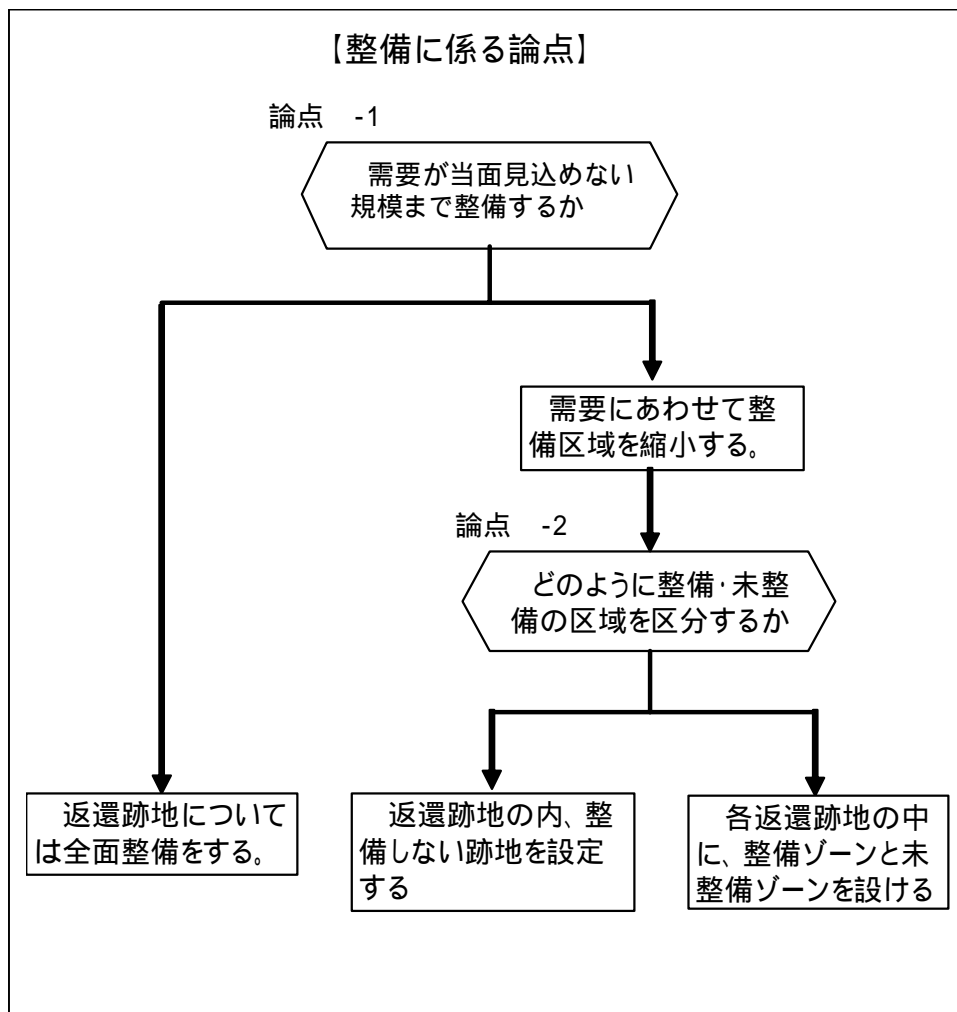 【整備に係る論点】
論点 -1
需要が当面見込めない
規模まで整備するか
需要にあわせて整
備区域を縮小する。
論点 -2
どのように整備・未整
備の区域を区分するか
返還跡地について
は全面整備をする。
返還跡地の内、整
備しない跡地を設定
する
各返還跡地の中
に、整備ゾーンと未
整備ゾーンを設ける